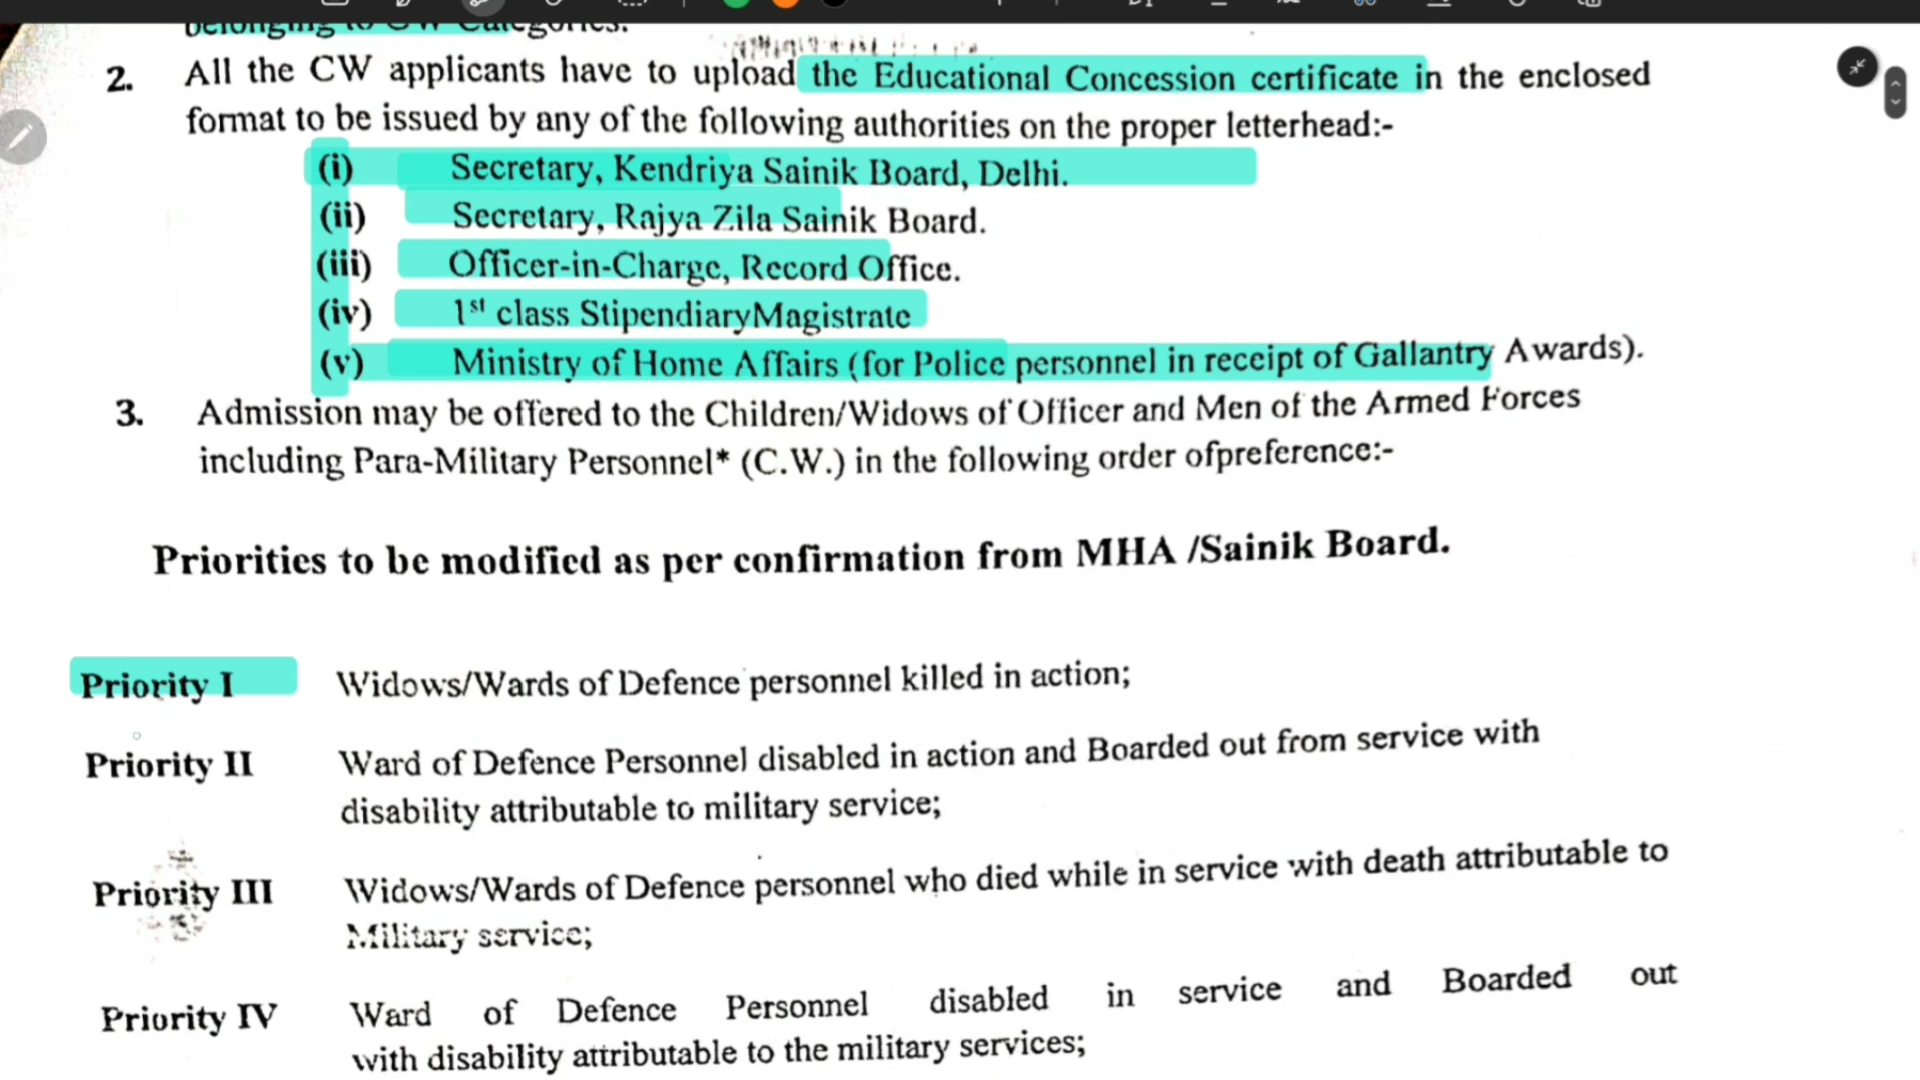 belonging to CW Categories.
2. All the CW applicants have to upload the Educational Concession certificate in the enclosed
format to be issued by any of the following authorities on the proper letterhead:-
(i) Secretary, Kendriya Sainik Board, Delhi.
(ii) Secretary, Rajya Zila Sainik Board.
(iii) Officer-in-Charge, Record Office.
(iv) 1st class StipendiaryMagistrate
(v) Ministry of Home Affairs (for Police personnel in receipt of Gallantry Awards).
3. Admission may be offered to the Children/Widows of Officer and Men of the Armed Forces
including Para-Military Personnel* (C.W.) in the following order ofpreference:-
Priorities to be modified as per confirmation from MHA /Sainik Board.
Priority I Widows/Wards of Defence personnel killed in action;
Priority II Ward of Defence Personnel disabled in action and Boarded out from service with
disability attributable to military service;
Priority III Widows/Wards of Defence personnel who died while in service with death attributable to
Military service;
Priority IV Ward of Defence Personnel disabled in service and Boarded out
with disability attributable to the military services;